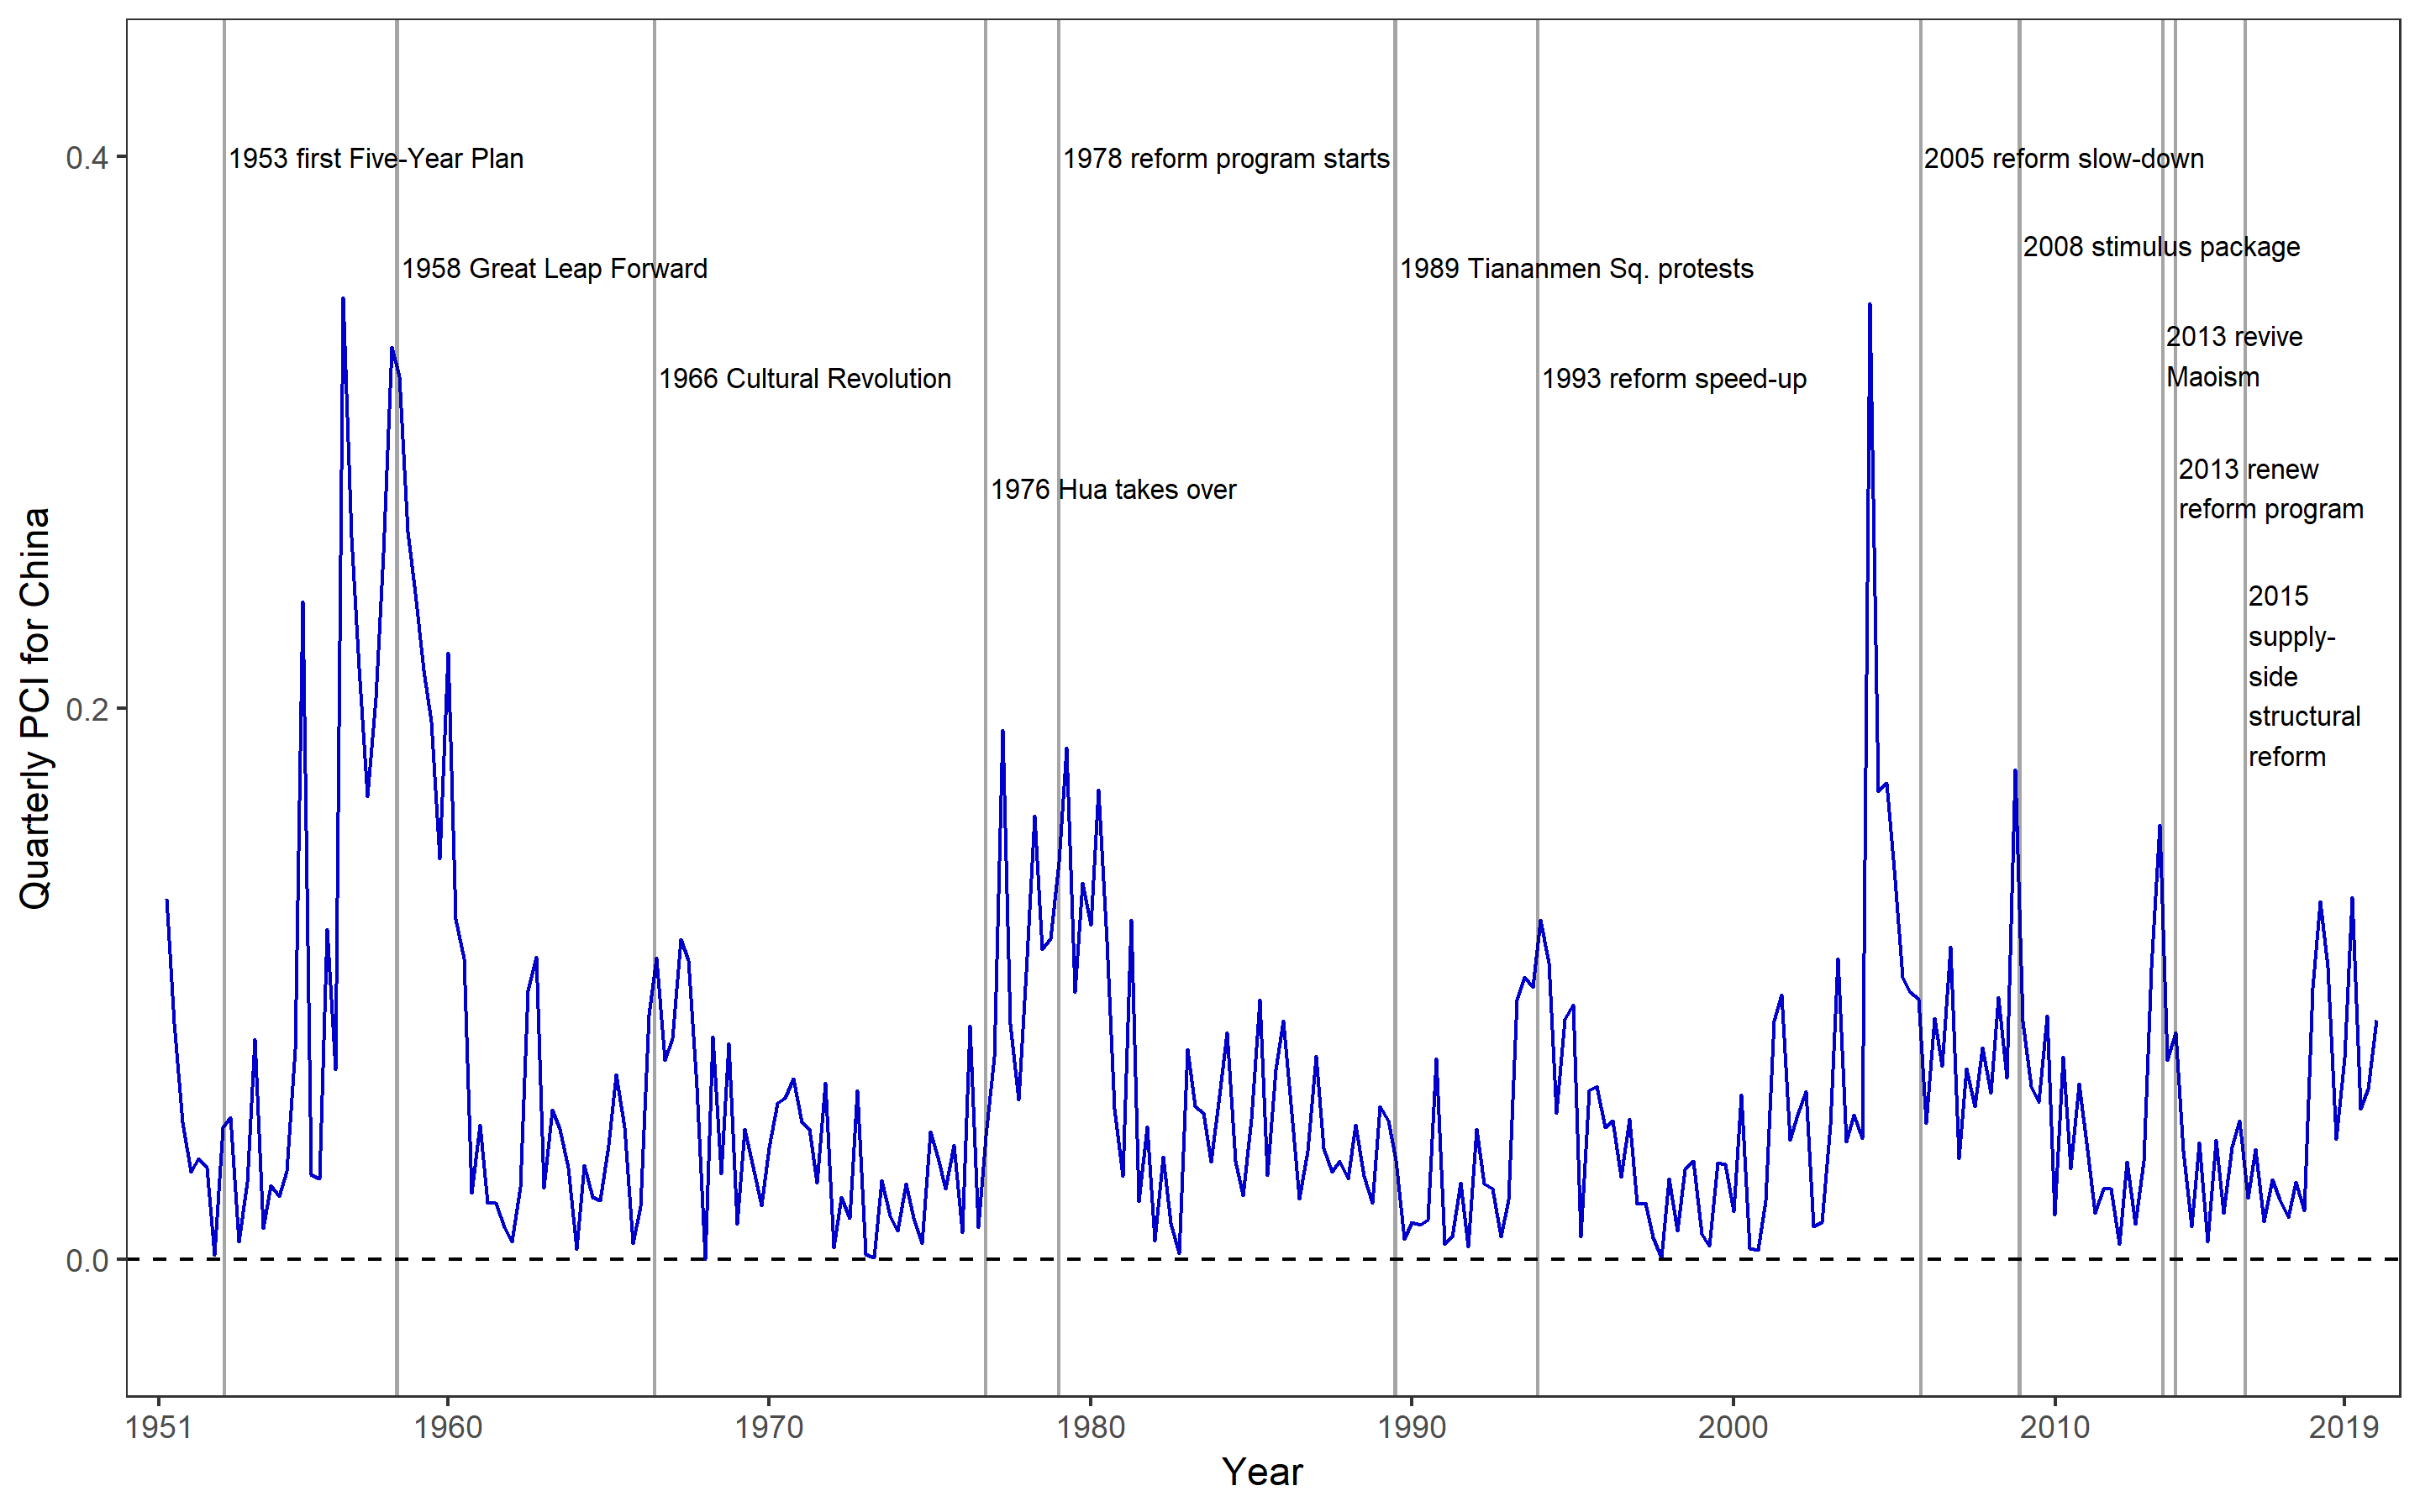 0.4
0.2
0.0
Quarterly PCI for China
1953 first Five-Year Plan
1958 Great Leap Forward
1966 Cultural Revolution
1976 Hua takes over
1978 reform program starts
1989 Tiananmen Sq. protests
1993 reform speed-up
2005 reform slow-down
2008 stimulus package
2013 revive
Maoism
2013 renew
reform program
2015
supply-
side
structural
reform
1951
1960
1970
1980
1990
2000
2010
2019
Year